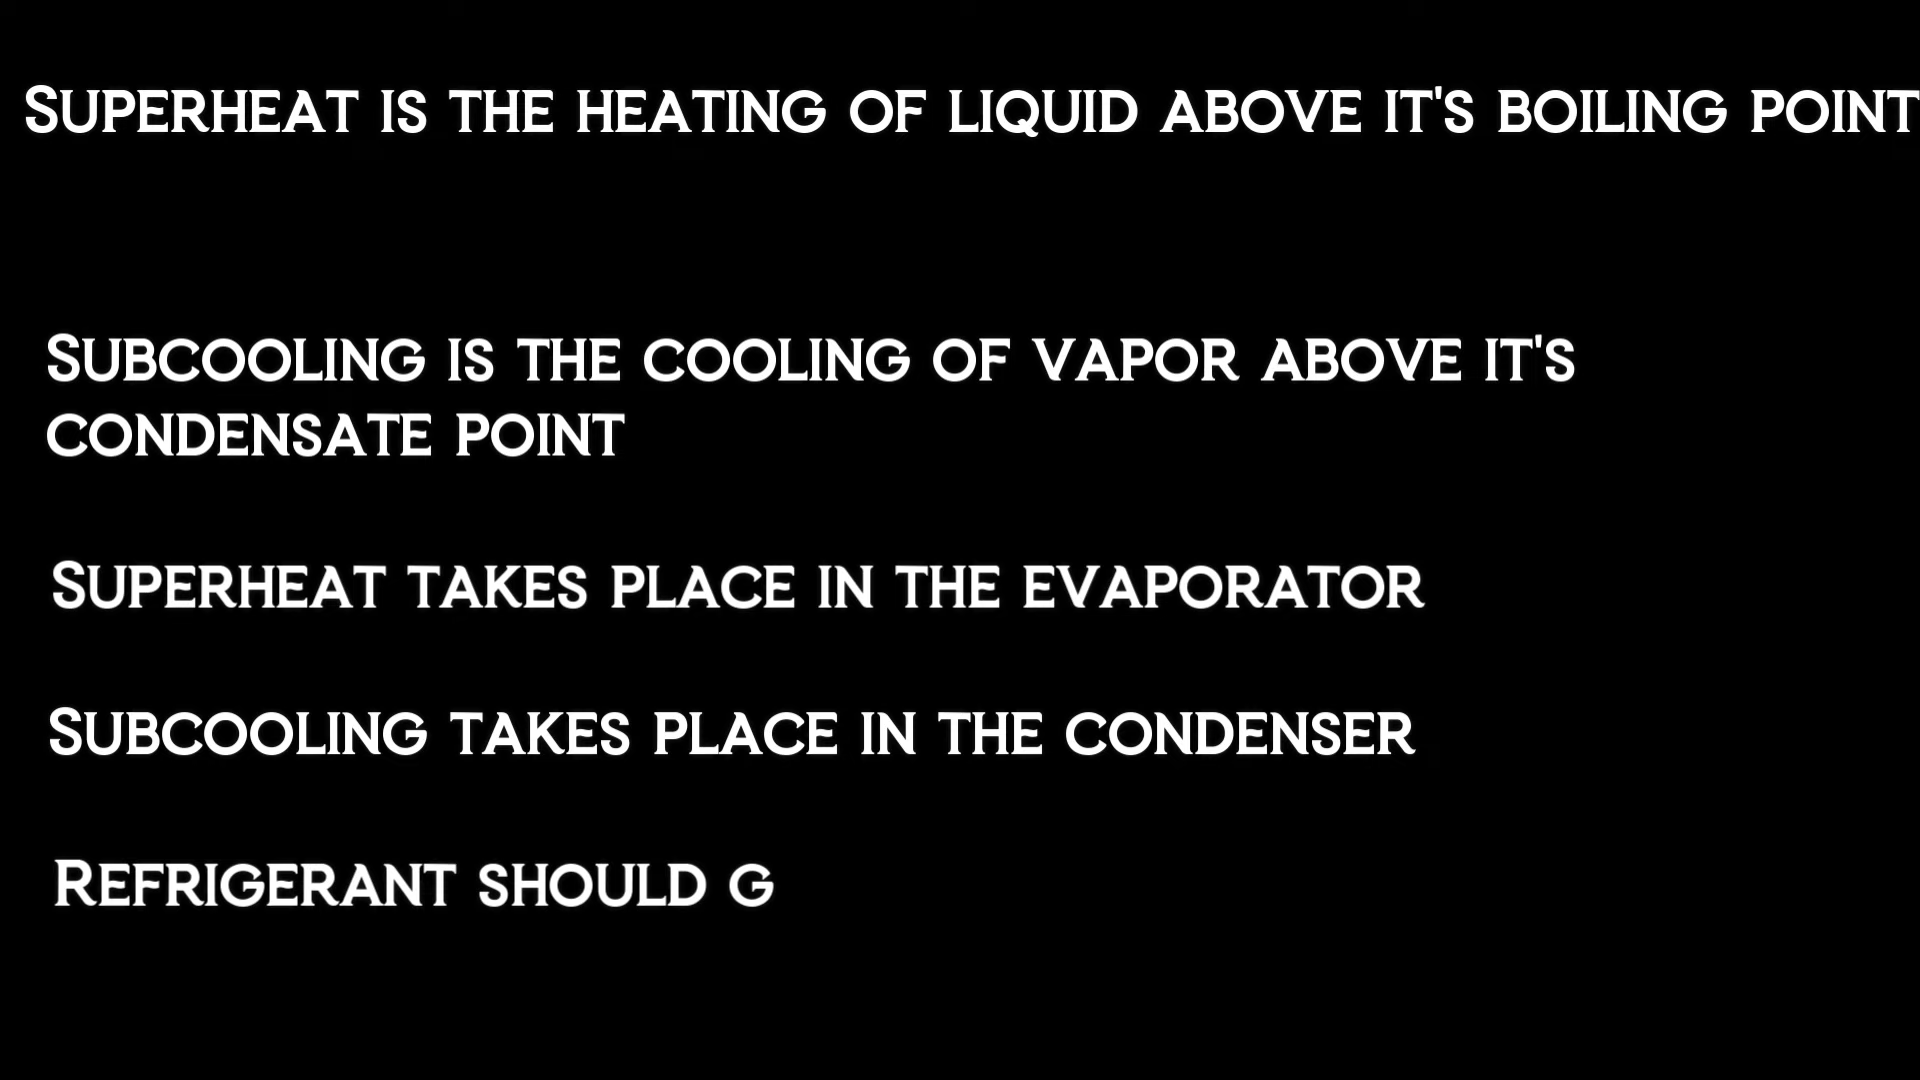 Superheat is the heating of liquid above it's boiling point
Subcooling is the cooling of vapor above it's
condensate point
Superheat takes place in the evaporator
Subcooling takes place in the condenser
Refrigerant should g